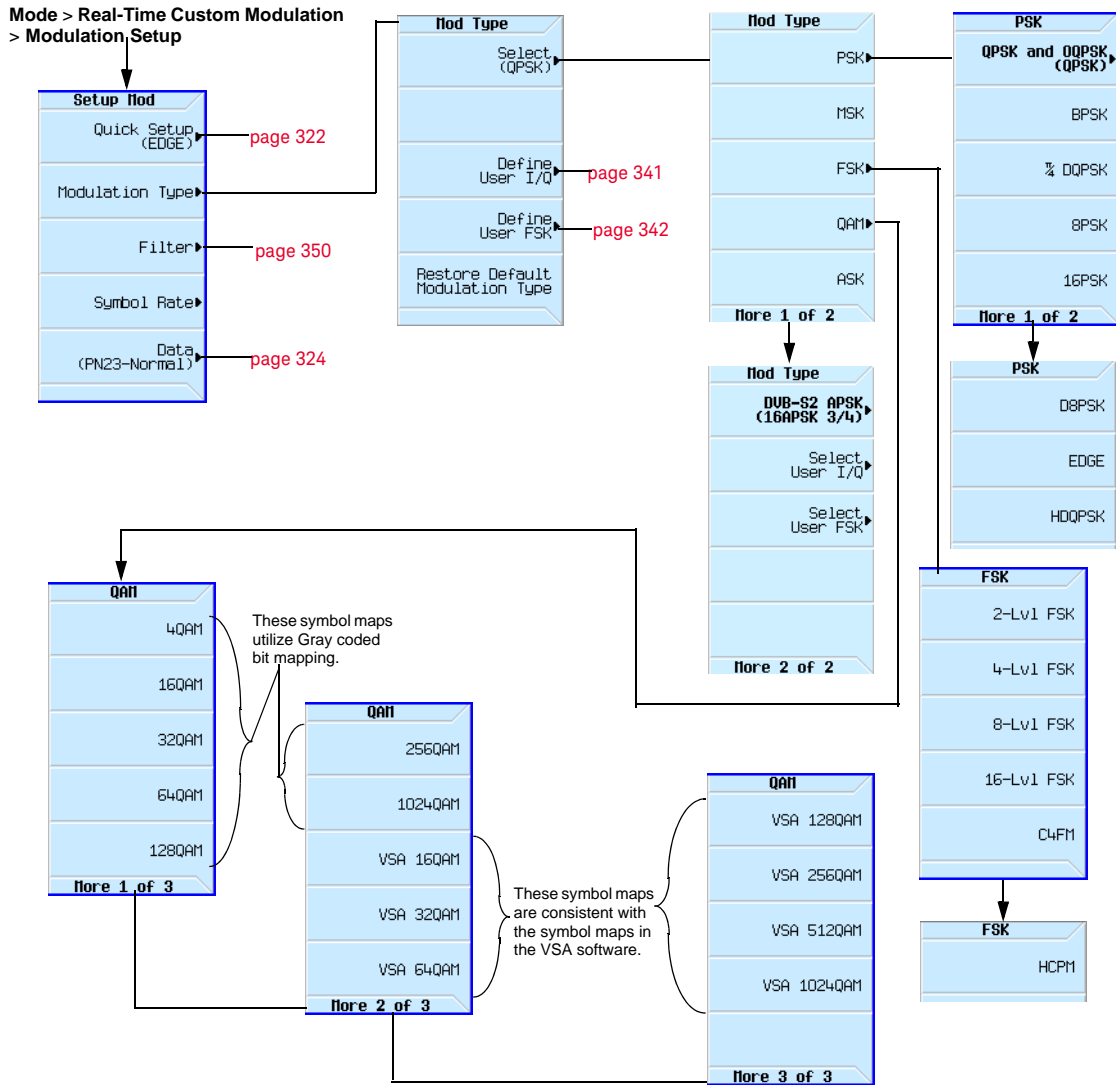 Mode > Real-Time Custom Modulation
> Modulation Setup
Setup Mod
Quick Setup
(EDGE)
page 322
Modulation Type
Filter
page 350
Symbol Rate
Data
(PN23-Normal)
page 324
Mod Type
Select
(QPSK)
Define
User I/Q
page 341
Define
User FSK
page 342
Restore Default
Modulation Type
Mod Type
PSK
MSK
FSK
QAM
ASK
More 1 of 2
PSK
QPSK and OQPSK
(QPSK)
BPSK
π/4 DQPSK
8PSK
16PSK
More 1 of 2
Mod Type
DVB-S2 APSK
(16APSK 3/4)
Select
User I/Q
Select
User FSK
More 2 of 2
PSK
D8PSK
EDGE
HDQPSK
QAM
4QAM
16QAM
32QAM
64QAM
128QAM
More 1 of 3
These symbol maps
utilize Gray coded
bit mapping.
QAM
256QAM
1024QAM
VSA 16QAM
VSA 32QAM
VSA 64QAM
More 2 of 3
These symbol maps
are consistent with
the symbol maps in
the VSA software.
QAM
VSA 128QAM
VSA 256QAM
VSA 512QAM
VSA 1024QAM
More 3 of 3
FSK
2-Lvl FSK
4-Lvl FSK
8-Lvl FSK
16-Lvl FSK
C4FM
FSK
HCPM